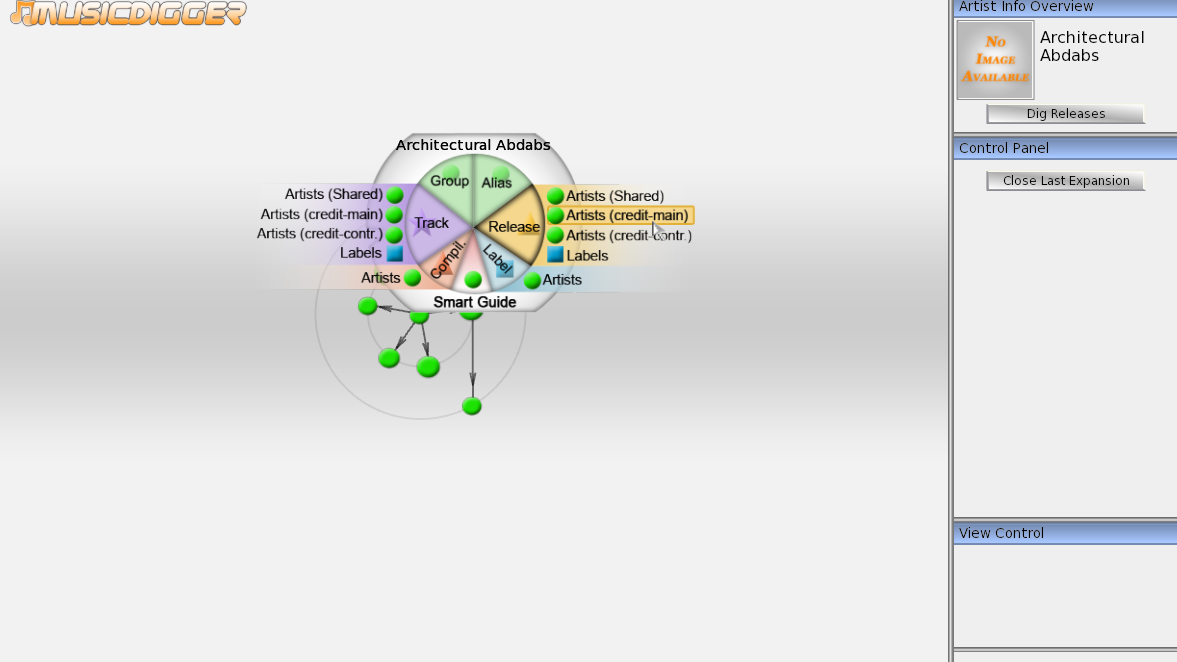 MUSICDIGGER
Artist Info Overview
No
Image
Available
Architectural
Abdabs
Dig Releases
Control Panel
Close Last Expansion
Architectural Abdabs
Group
Alias
Artists (Shared)
Artists (credit-main)
Artists (credit-contr.)
Labels
Artists
Track
Release
Compil.
Label
Artists (Shared)
Artists (credit-main)
Artists (credit-contr.)
Labels
Artists
Smart Guide
View Control